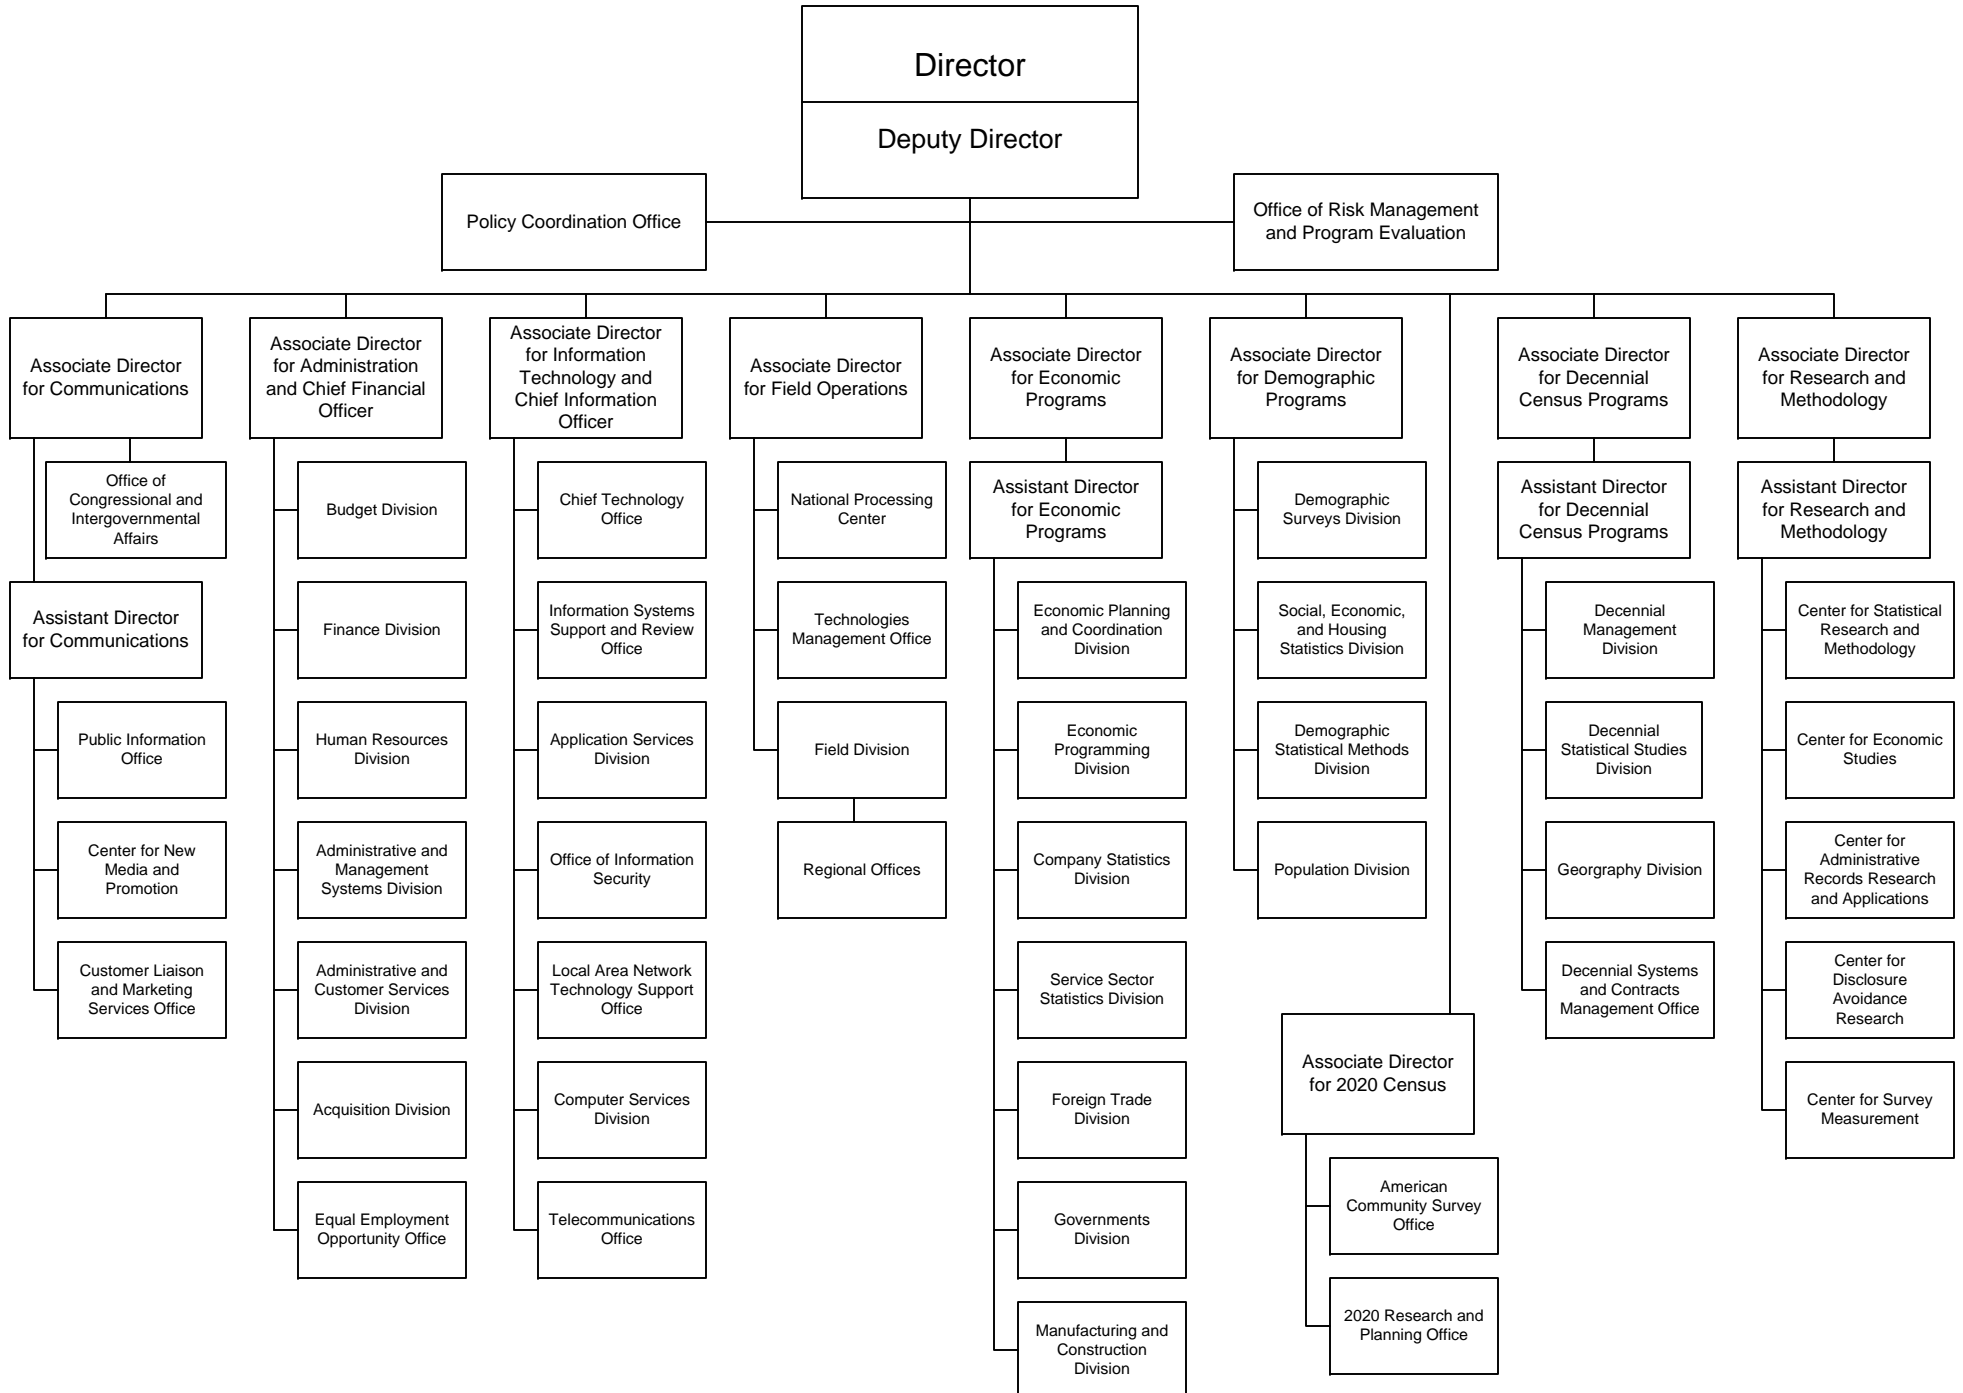 Director
Deputy Director
Policy Coordination Office
Office of Risk Management
and Program Evaluation
Associate Director
for Communications
Office of
Congressional and
Intergovernmental
Affairs
Assistant Director
for Communications
Public Information
Office
Center for New
Media and
Promotion
Customer Liaison
and Marketing
Services Office
Associate Director
for Administration
and Chief Financial
Officer
Budget Division
Finance Division
Human Resources
Division
Administrative and
Management
Systems Division
Administrative and
Customer Services
Division
Acquisition Division
Equal Employment
Opportunity Office
Associate Director
for Information
Technology and
Chief Information
Officer
Chief Technology
Office
Information Systems
Support and Review
Office
Application Services
Division
Office of Information
Security
Local Area Network
Technology Support
Office
Computer Services
Division
Telecommunications
Office
Associate Director
for Field Operations
National Processing
Center
Technologies
Management Office
Field Division
Regional Offices
Associate Director
for Economic
Programs
Assistant Director
for Economic
Programs
Economic Planning
and Coordination
Division
Economic
Programming
Division
Company Statistics
Division
Service Sector
Statistics Division
Foreign Trade
Division
Governments
Division
Manufacturing and
Construction
Division
Associate Director
for Demographic
Programs
Demographic
Surveys Division
Social, Economic,
and Housing
Statistics Division
Demographic
Statistical Methods
Division
Population Division
Associate Director
for 2020 Census
American
Community Survey
Office
2020 Research and
Planning Office
Associate Director
for Decennial
Census Programs
Assistant Director
for Decennial
Census Programs
Decennial
Management
Division
Decennial
Statistical Studies
Division
Georgraphy Division
Decennial Systems
and Contracts
Management Office
Associate Director
for Research and
Methodology
Assistant Director
for Research and
Methodology
Center for Statistical
Research and
Methodology
Center for Economic
Studies
Center for
Administrative
Records Research
and Applications
Center for
Disclosure
Avoidance
Research
Center for Survey
Measurement